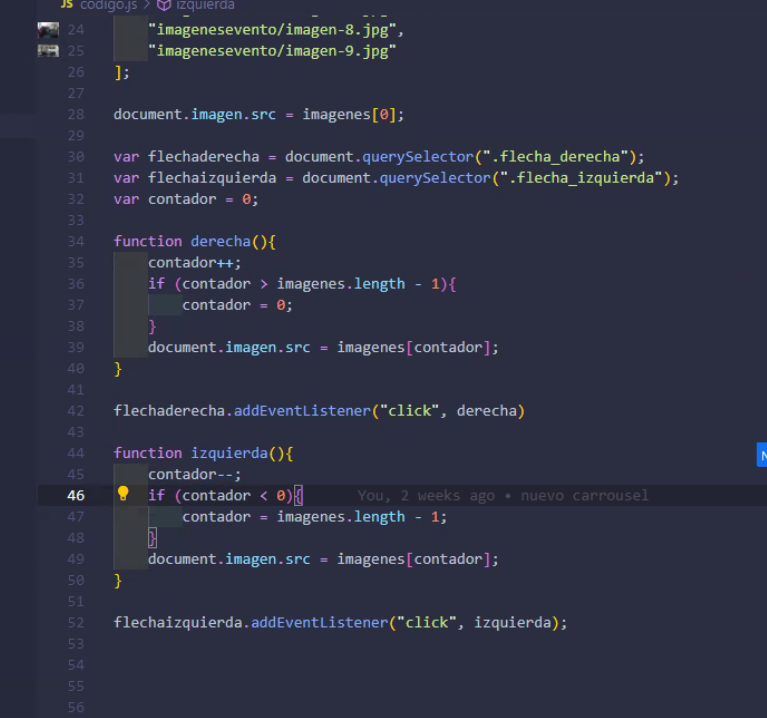 JS codigo.js > izquierda
24 "imagenesevento/imagen-8.jpg",
25 "imagenesevento/imagen-9.jpg"
26 ];
27
28 document.imagen.src = imagenes[0];
29
30 var flechaderecha = document.querySelector(".flecha_derecha");
31 var flechaizquierda = document.querySelector(".flecha_izquierda");
32 var contador = 0;
33
34 function derecha(){
35 contador++;
36 if (contador > imagenes.length - 1){
37 contador = 0;
38 }
39 document.imagen.src = imagenes[contador];
40 }
41
42 flechaderecha.addEventListener("click", derecha)
43
44 function izquierda(){
45 contador--;
46 if (contador < 0){ You, 2 weeks ago • nuevo carrousel
47 contador = imagenes.length - 1;
48 }
49 document.imagen.src = imagenes[contador];
50 }
51
52 flechaizquierda.addEventListener("click", izquierda);
53
54
55
56